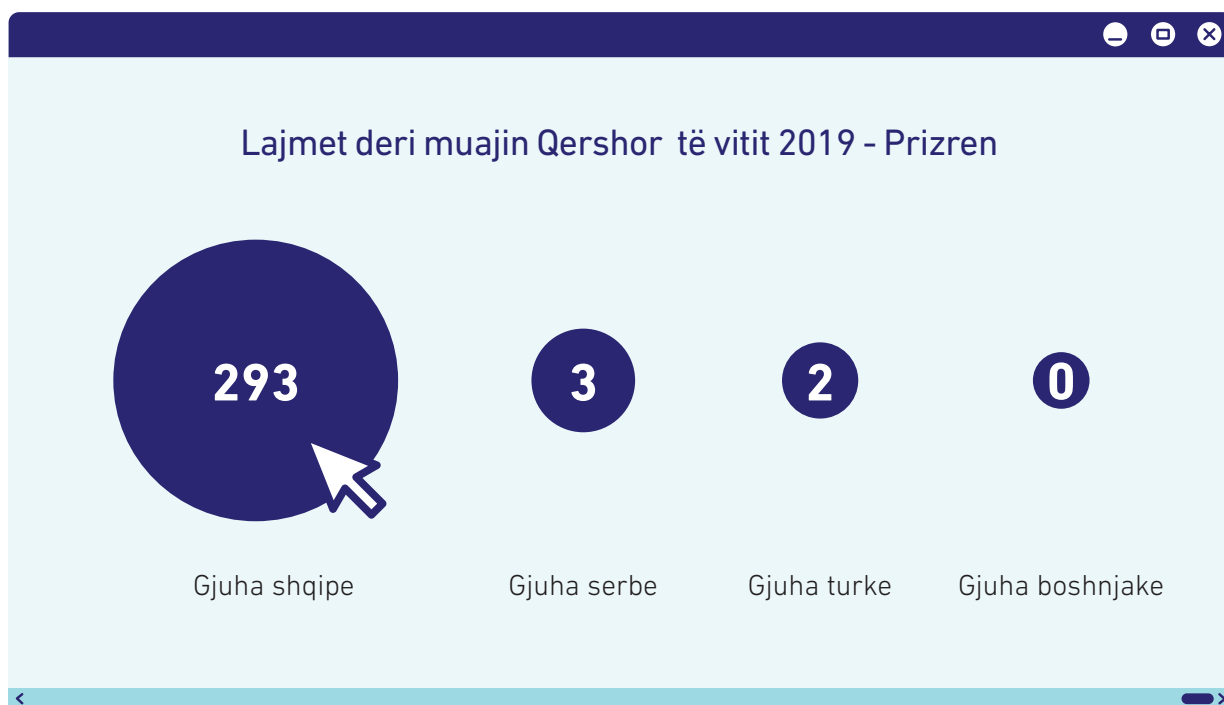 Lajmet deri muajin Qershor të vitit 2019 - Prizren
293
3
2
0
Gjuha shqipe
Gjuha serbe
Gjuha turke
Gjuha boshnjake